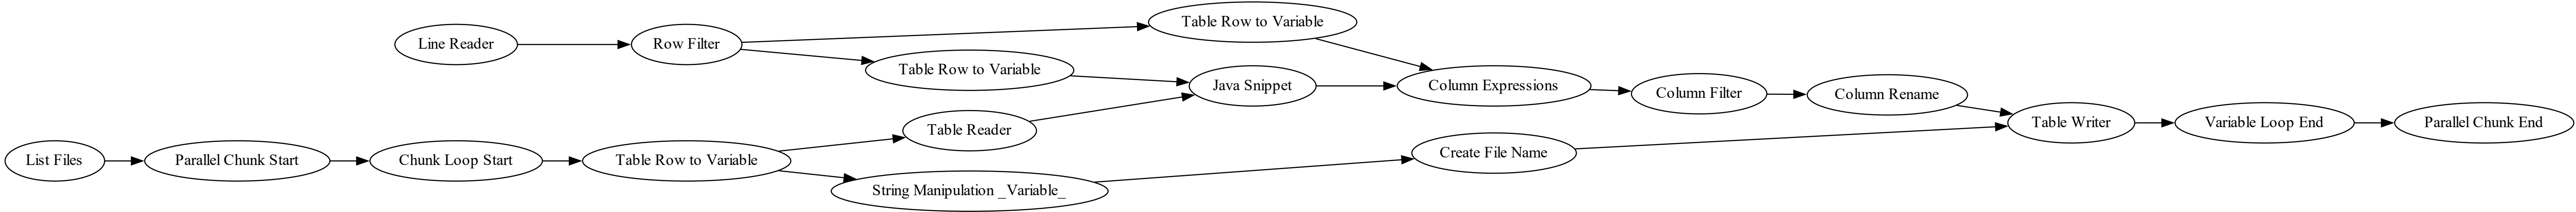 Table Row to Variable
Line Reader
Row Filter
Table Row to Variable
Java Snippet
Column Expressions
Column Filter
Column Rename
Table Reader
Table Writer
Variable Loop End
Parallel Chunk End
List Files
Parallel Chunk Start
Chunk Loop Start
Table Row to Variable
Create File Name
String Manipulation _Variable_